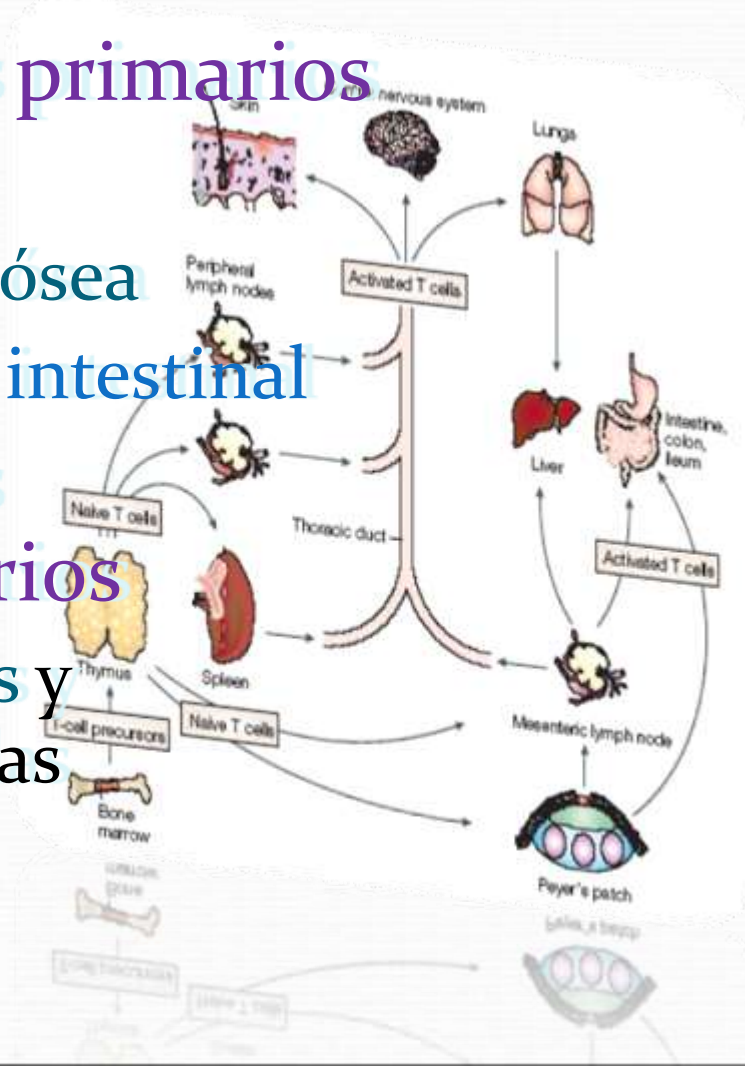 primarios
Skin
nervous system
Lungs
ósea
Peripheral
lymph nodes
Activated T cells
intestinal
Liver
Intestine,
colon,
ileum
Naive T cells
Thoracic duct
Activated T cells
rios
Thymus
Spleen
s y
T-cell precursors
Naive T cells
Mesenteric lymph node
as
Bone
marrow
Peyer's patch